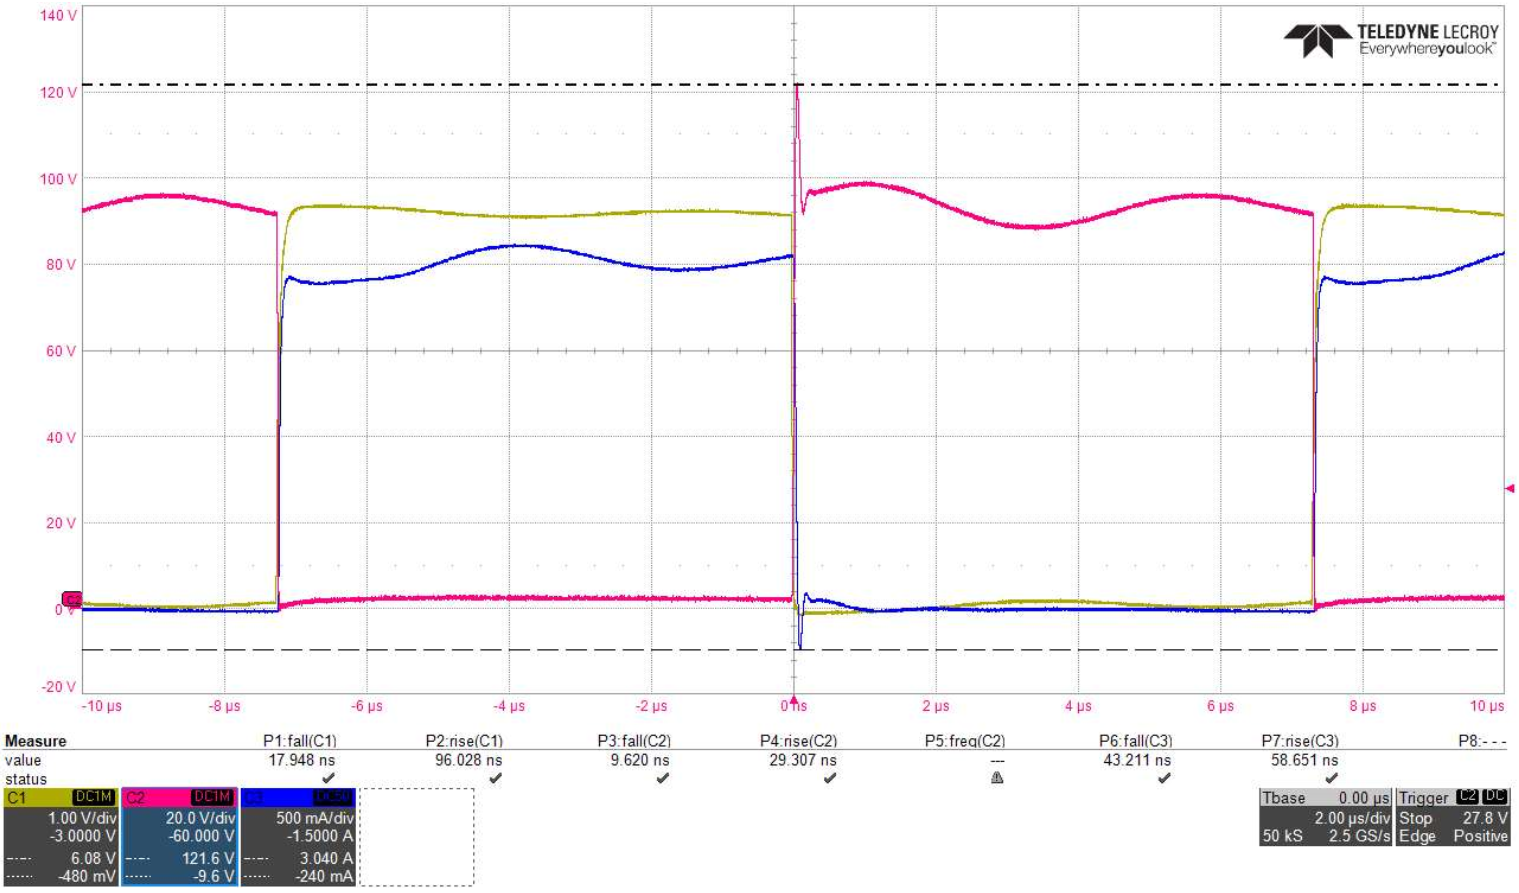 140 V
TELEDYNE LECROY
Everywhereyoulook™
120 V
100 V
80 V
60 V
40 V
20 V
C2 0 V
-20 V
-10 µs -8 µs -6 µs -4 µs -2 µs 0 ns 2 µs 4 µs 6 µs 8 µs 10 µs
Measure P1:fall(C1) P2:rise(C1) P3:fall(C2) P4:rise(C2) P5:freq(C2) P6:fall(C3) P7:rise(C3) P8:- - -
value 17.948 ns 96.028 ns 9.620 ns 29.307 ns --- 43.211 ns 58.651 ns
status
C1 DC1M C2 DC1M C3 Tbase 0.00 µs Trigger C2 DC
1.00 V/div 20.0 V/div 500 mA/div 2.00 µs/div Stop 27.8 V
-3.0000 V -60.000 V -1.5000 A 50 kS 2.5 GS/s Edge Positive
6.08 V 121.6 V 3.040 A
-480 mV -9.6 V -240 mA